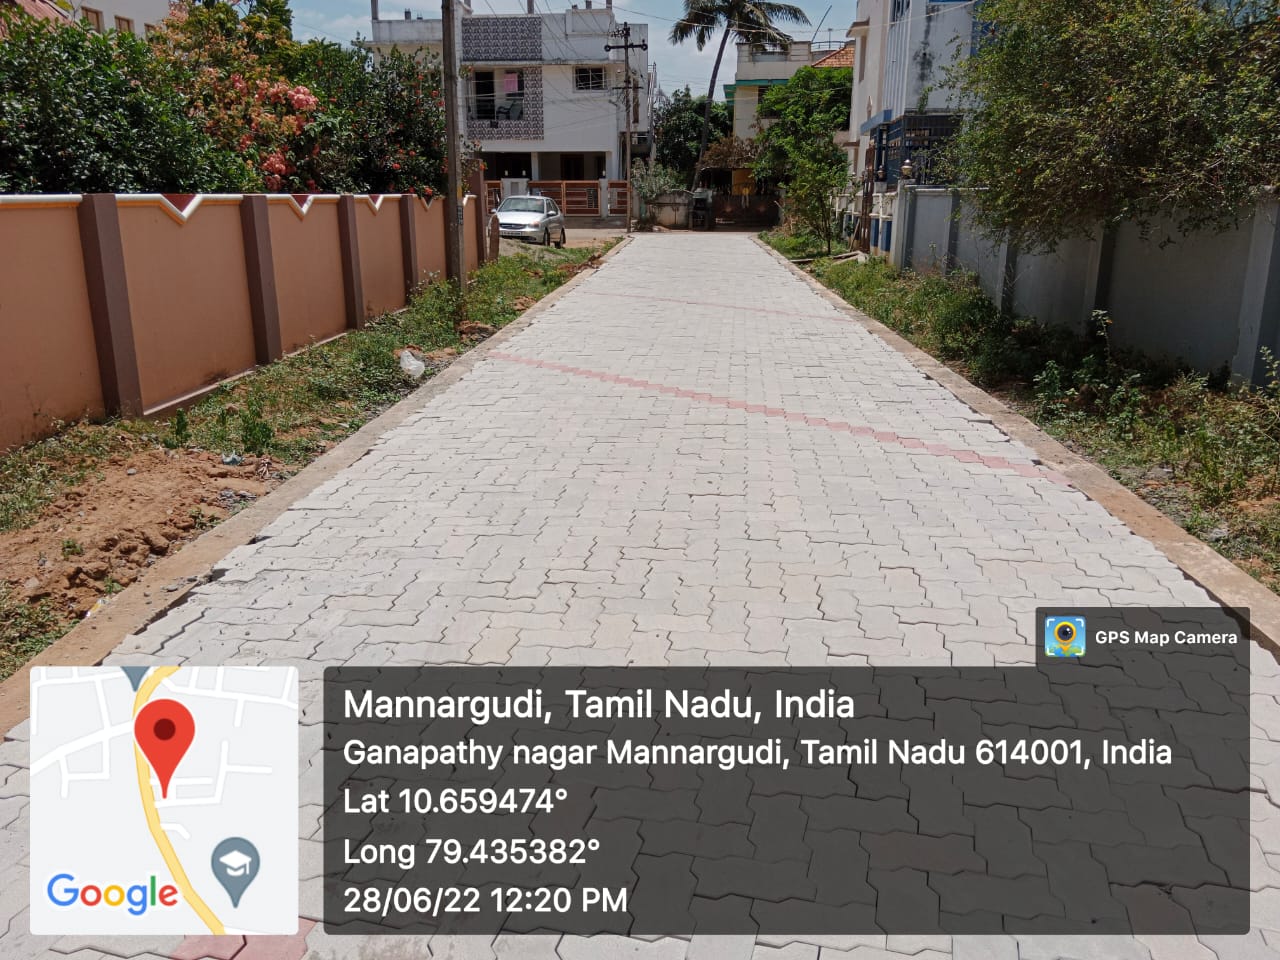 GPS Map Camera
Mannargudi, Tamil Nadu, India
Ganapathy nagar Mannargudi, Tamil Nadu 614001, India
Lat 10.659474°
Long 79.435382°
28/06/22 12:20 PM
Google